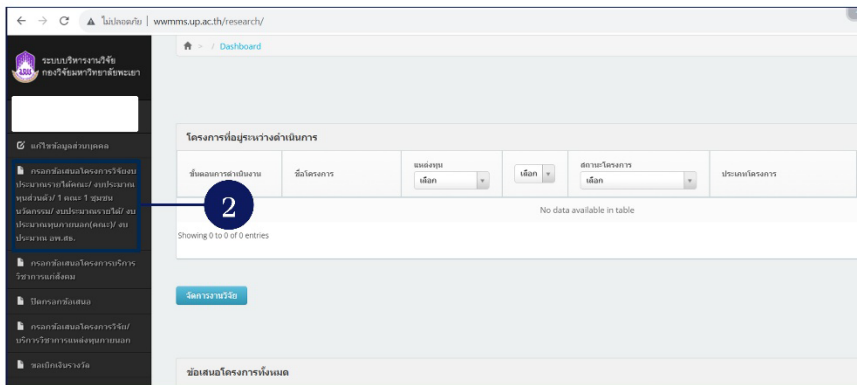 ไม่ปลอดภัย | wwmms.up.ac.th/research/
ระบบบริหารงานวิจัย
กองวิจัยมหาวิทยาลัยพะเยา
> / Dashboard
แก้ไขข้อมูลส่วนบุคคล
กรอกข้อเสนอโครงการวิจัยงบ
ประมาณรายได้คณะ/ งบประมาณ
ทุนส่วนตัว/ 1 คณะ 1 ชุมชน
นวัตกรรม/ งบประมาณรายได้/ งบ
ประมาณทุนภายนอก(คณะ)/ งบ
ประมาณ อพ.สธ.
2
กรอกข้อเสนอโครงการบริการ
วิชาการแก่สังคม
ปิดกรอกข้อเสนอ
กรอกข้อเสนอโครงการวิจัย/
บริการวิชาการแหล่งทุนภายนอก
ขอเบิกเงินรางวัล
โครงการที่อยู่ระหว่างดำเนินการ
ขั้นตอนการดำเนินงาน ชื่อโครงการ แหล่งทุน เลือก เลือก สถานะโครงการ เลือก ประเภทโครงการ
No data available in table
Showing 0 to 0 of 0 entries
จัดการงานวิจัย
ข้อเสนอโครงการทั้งหมด